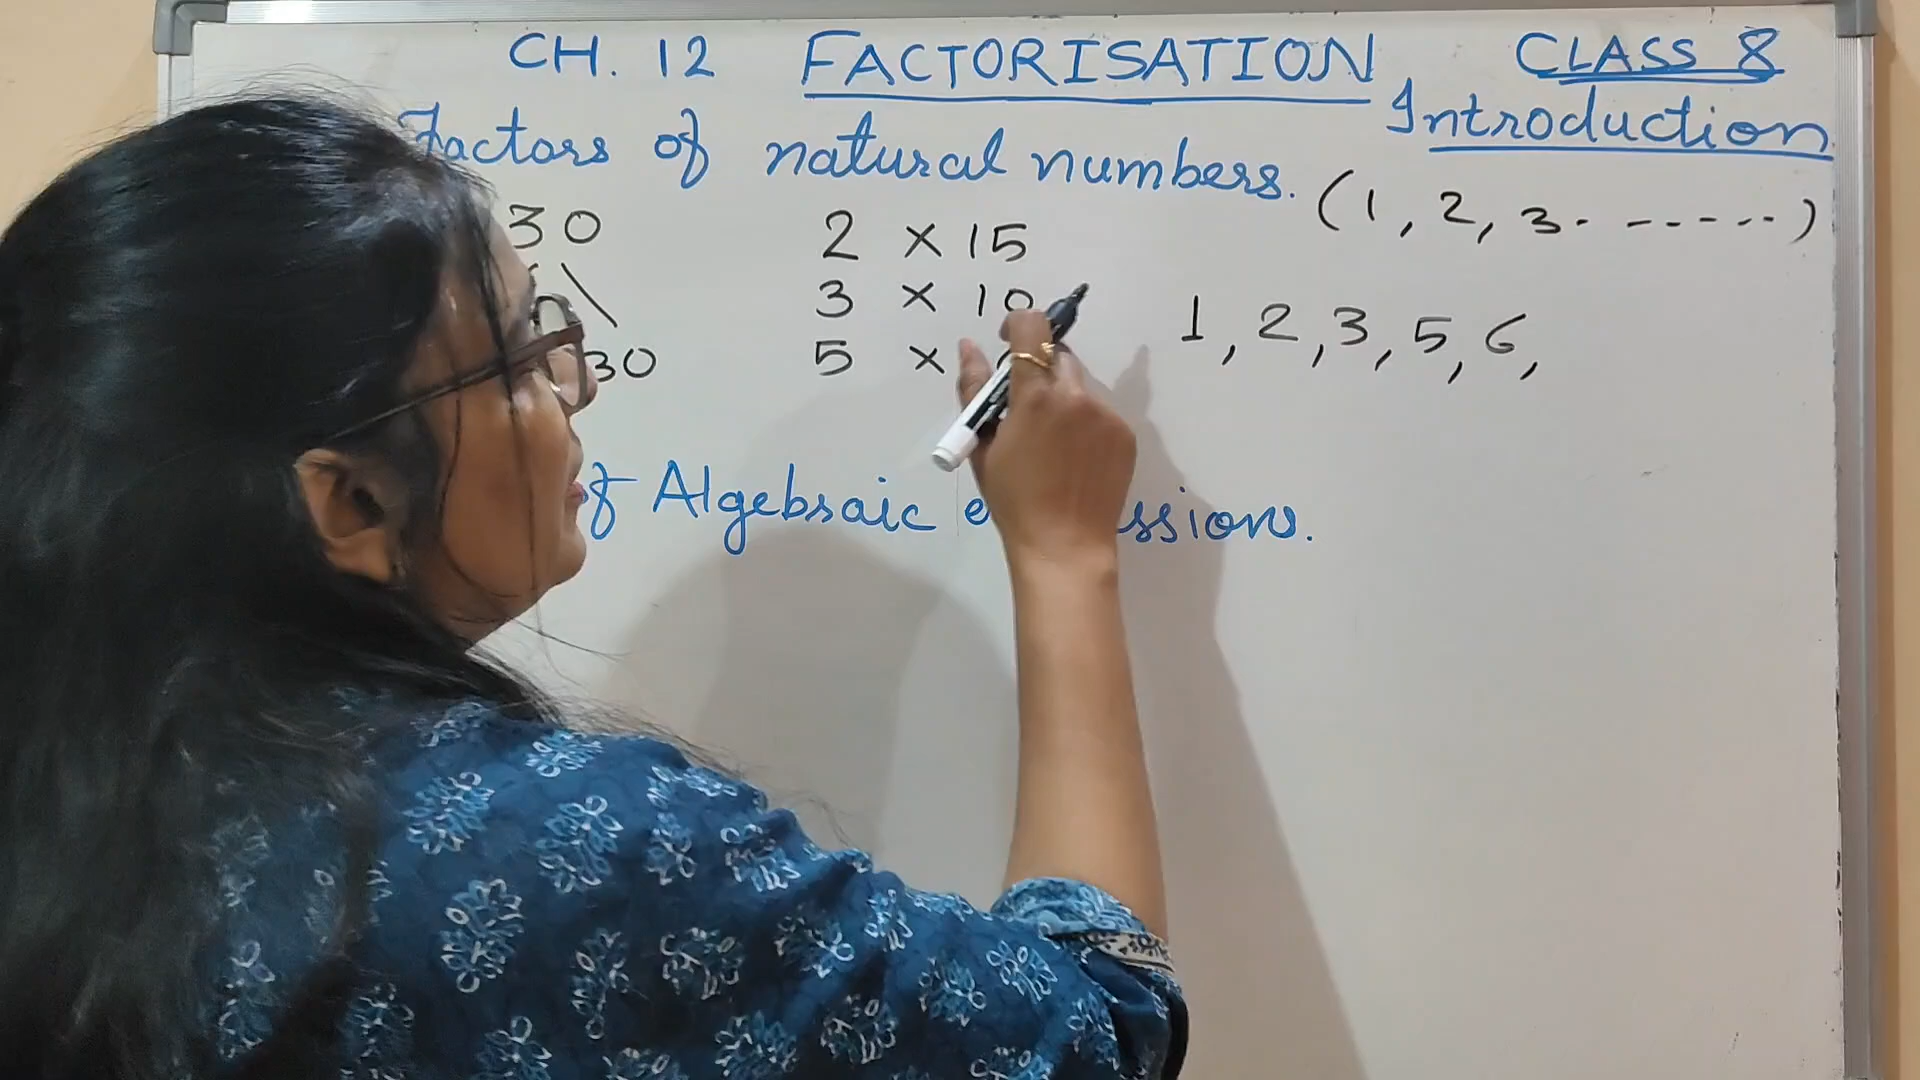 CH. 12 FACTORISATION CLASS 8
Introduction
Factors of natural numbers. (1, 2, 3. -----..)
30 2 × 15
3 × 10 1, 2, 3, 5, 6,
30 5 ×
of Algebraic